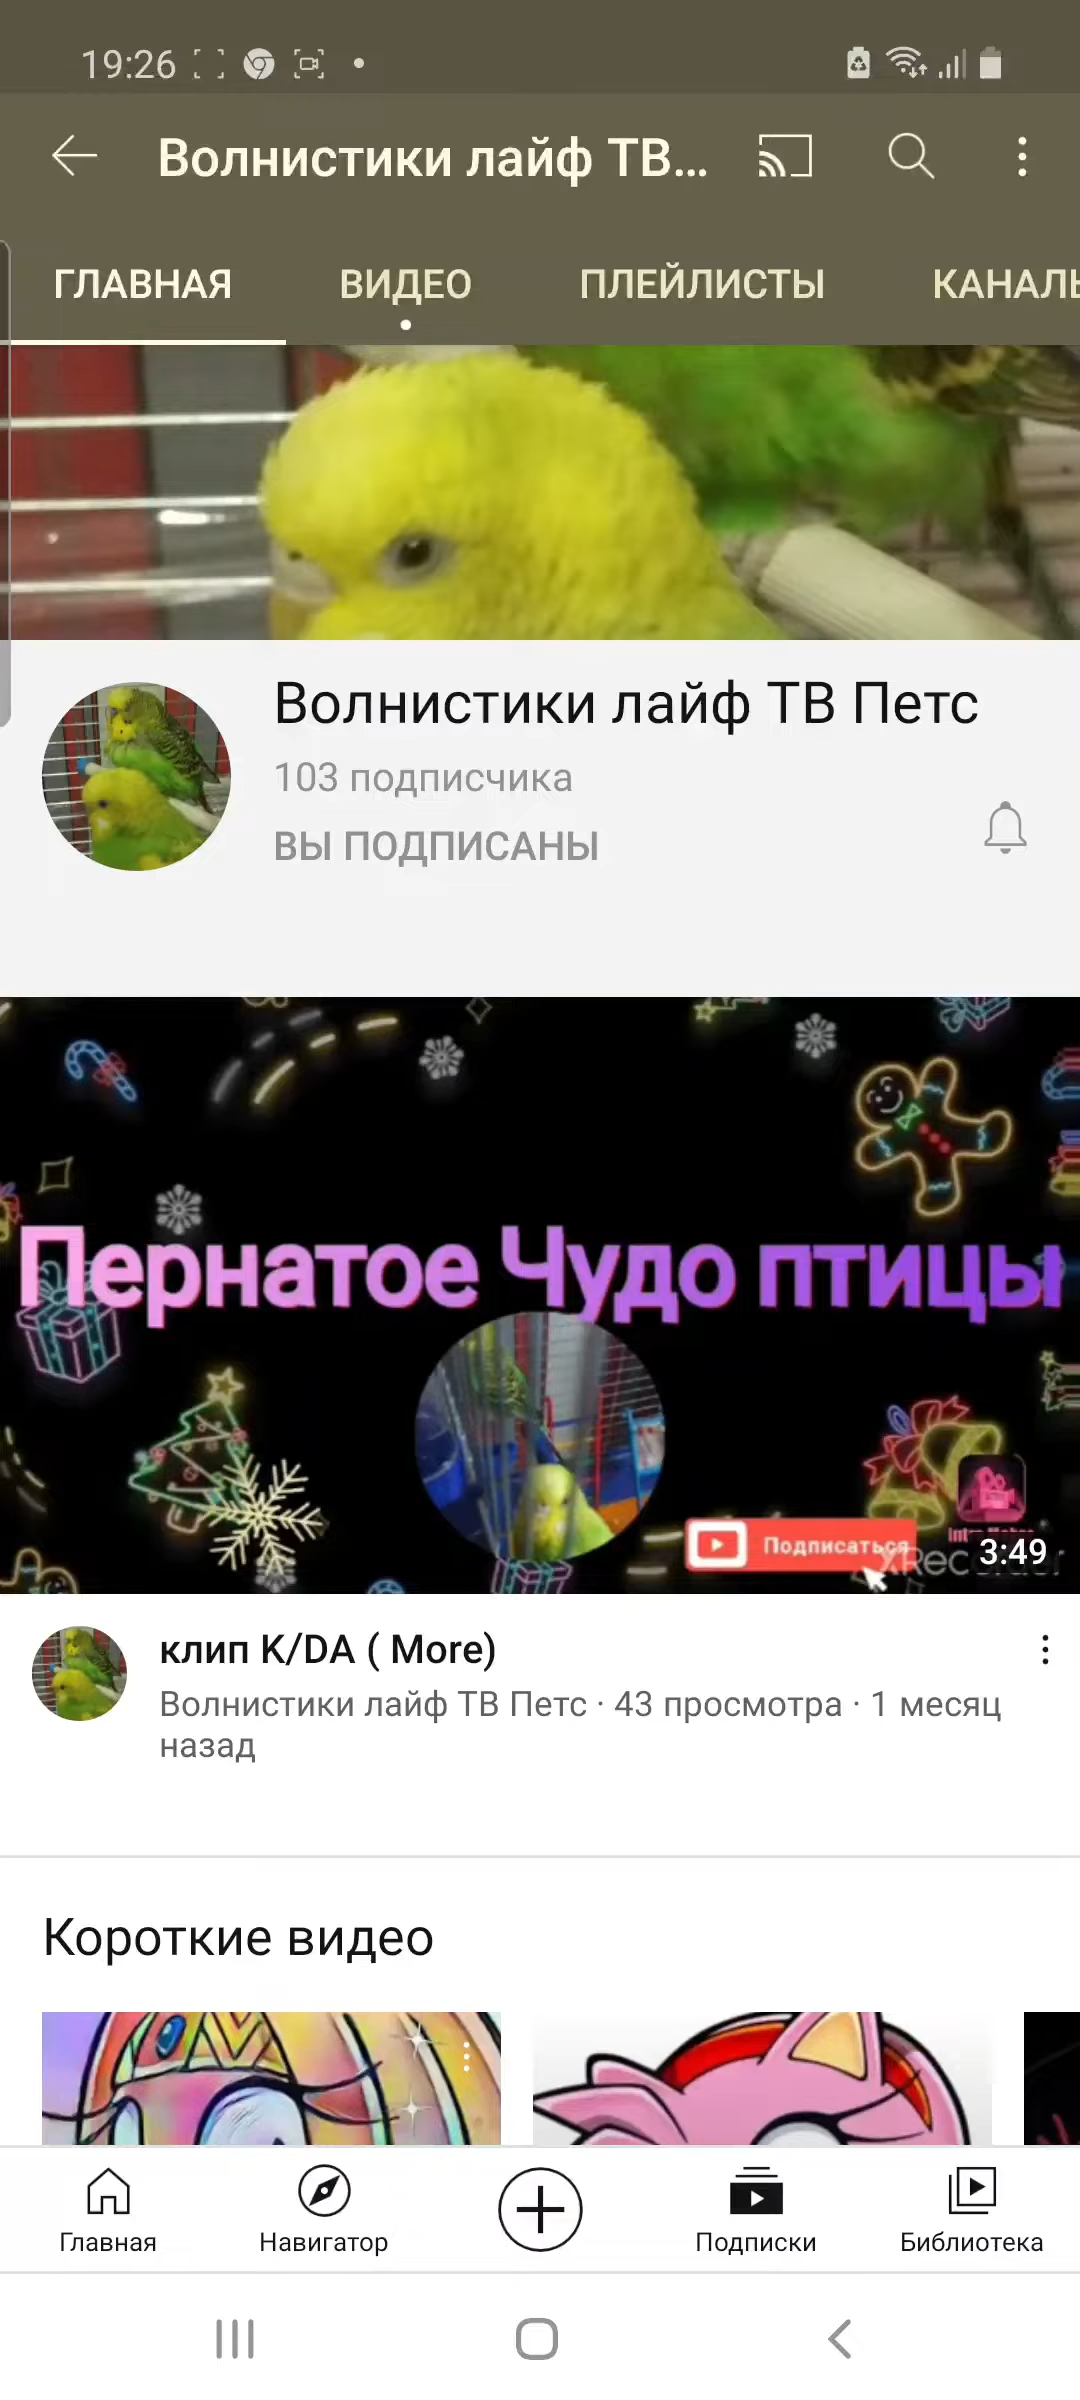 19:26
Волнистики лайф ТВ...
ГЛАВНАЯ ВИДЕО ПЛЕЙЛИСТЫ КАНАЛЫ
Волнистики лайф ТВ Петс
103 подписчика
ВЫ ПОДПИСАНЫ
Пернатое Чудо птицы
Подписаться
3:49
клип K/DA ( More)
Волнистики лайф ТВ Петс · 43 просмотра · 1 месяц
назад
Короткие видео
Главная Навигатор Подписки Библиотека